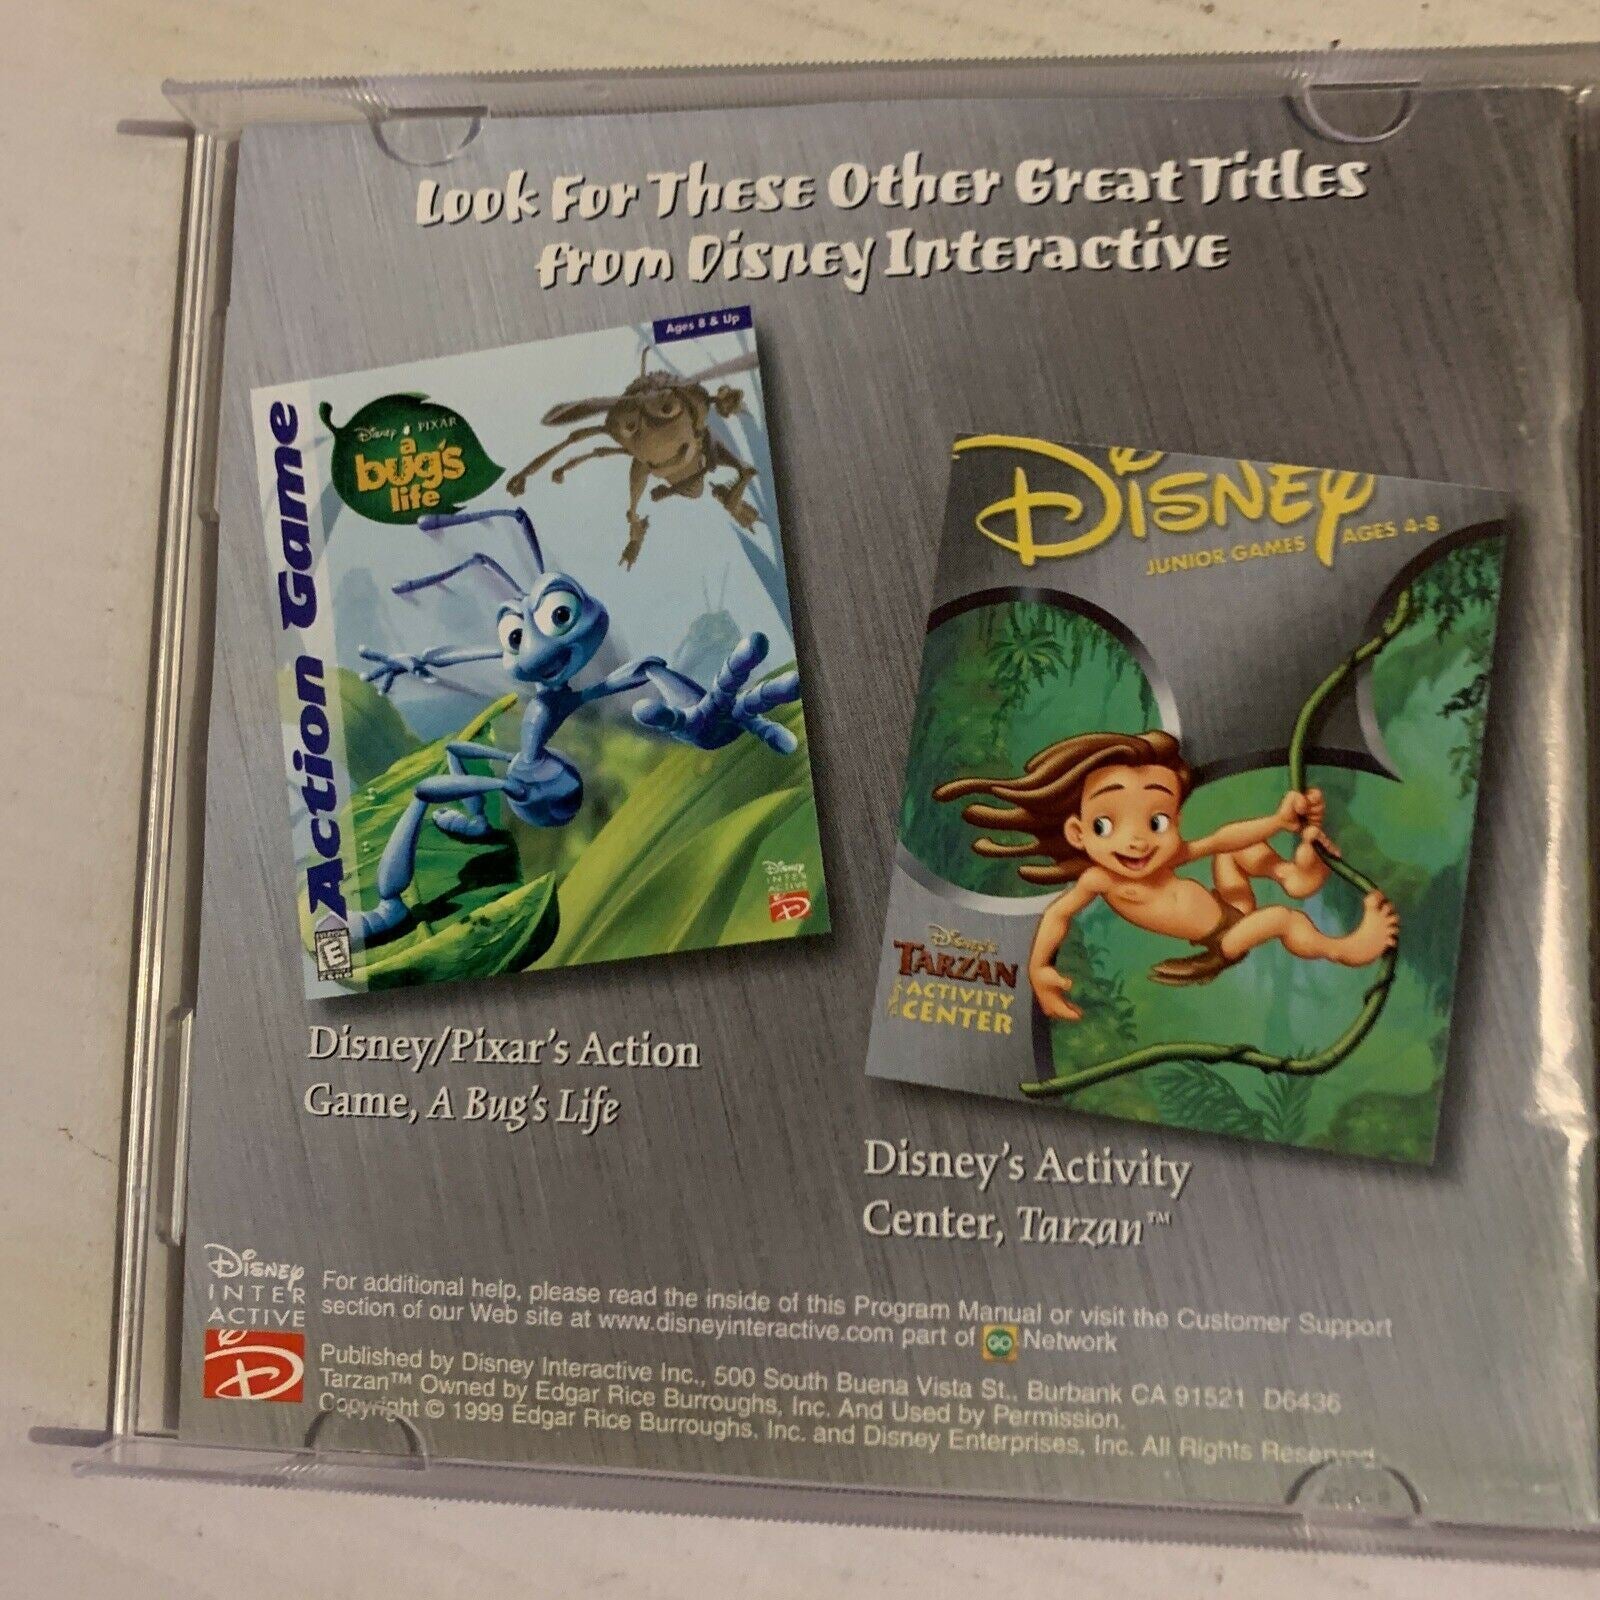 Look For These Other Great Titles
from Disney Interactive
Ages 8 & Up
Disney PIXAR
a
bug's
life
Action Game
EVERYONE
E
Disney
INTER
ACTIVE
D
Disney/Pixar's Action
Game, A Bug's Life
DISNEY
JUNIOR GAMES AGES 4-8
Disney's
TARZAN
ACTIVITY
CENTER
Disney's Activity
Center, Tarzan™
DISNEY
INTER
ACTIVE
D
For additional help, please read the inside of this Program Manual or visit the Customer Support
section of our Web site at www.disneyinteractive.com part of GO Network
Published by Disney Interactive Inc., 500 South Buena Vista St., Burbank CA 91521 D6436
Tarzan™ Owned by Edgar Rice Burroughs, Inc. And Used by Permission.
Copyright © 1999 Edgar Rice Burroughs, Inc. and Disney Enterprises, Inc. All Rights Reserved.